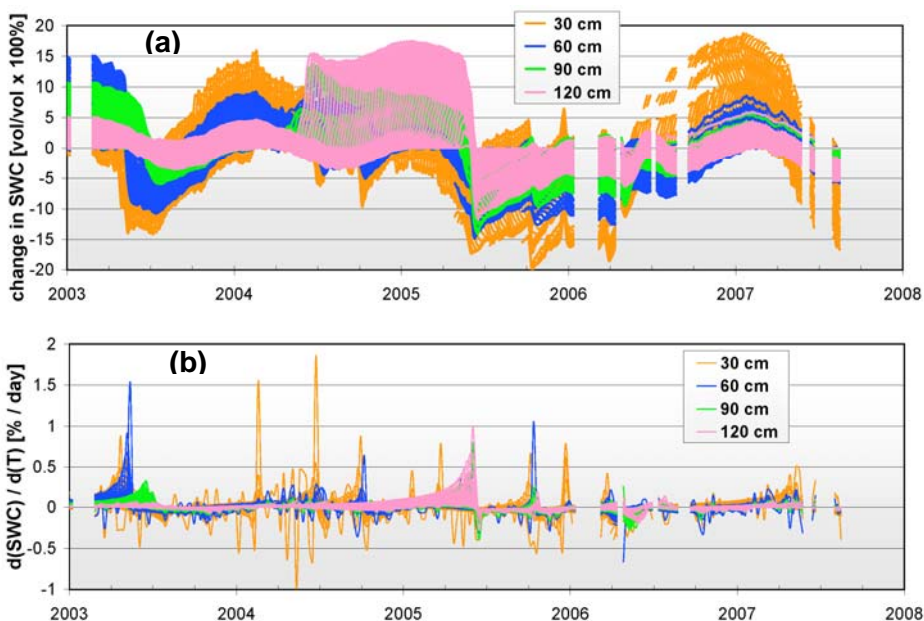 change in SWC [vol/vol x 100%]
20
15
10
5
0
-5
-10
-15
-20
(a)
30 cm
60 cm
90 cm
120 cm
2003
2004
2005
2006
2007
2008
d(SWC) / d(T) [% / day]
2
1.5
1
0.5
0
-0.5
-1
(b)
30 cm
60 cm
90 cm
120 cm
2003
2004
2005
2006
2007
2008